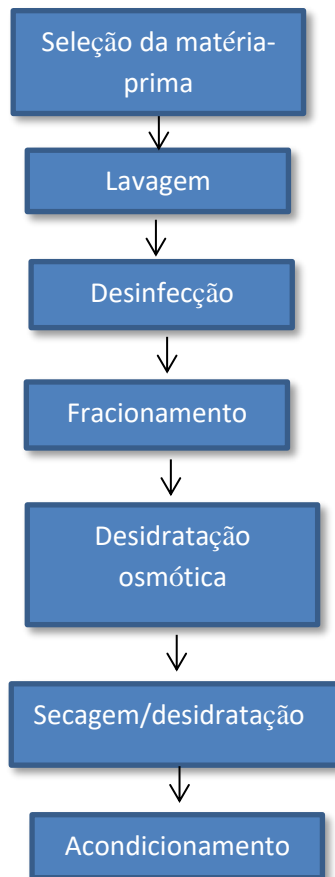 Seleção da matéria-
prima
Lavagem
Desinfecção
Fracionamento
Desidratação
osmótica
Secagem/desidratação
Acondicionamento